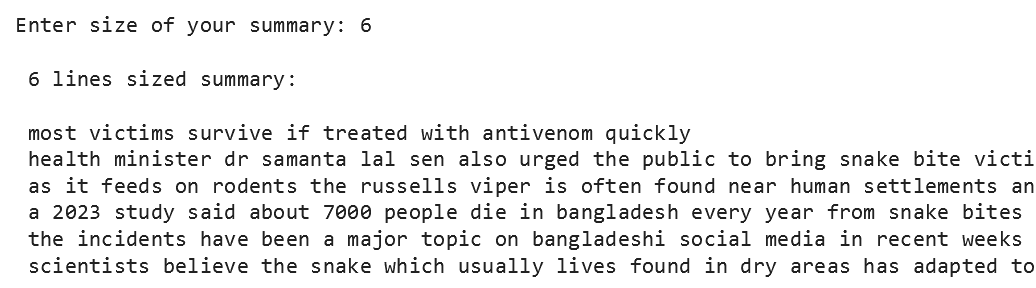 Enter size of your summary: 6
6 lines sized summary:
most victims survive if treated with antivenom quickly
health minister dr samanta lal sen also urged the public to bring snake bite victi
as it feeds on rodents the russells viper is often found near human settlements an
a 2023 study said about 7000 people die in bangladesh every year from snake bites
the incidents have been a major topic on bangladeshi social media in recent weeks
scientists believe the snake which usually lives found in dry areas has adapted to